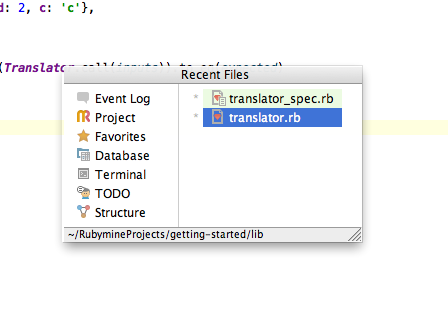 d: 2, c: 'c'},
(Translator.call(inputs)).to eq(expected)
Recent Files
Event Log
Project
Favorites
Database
Terminal
TODO
Structure
* translator_spec.rb
* translator.rb
~/RubymineProjects/getting-started/lib